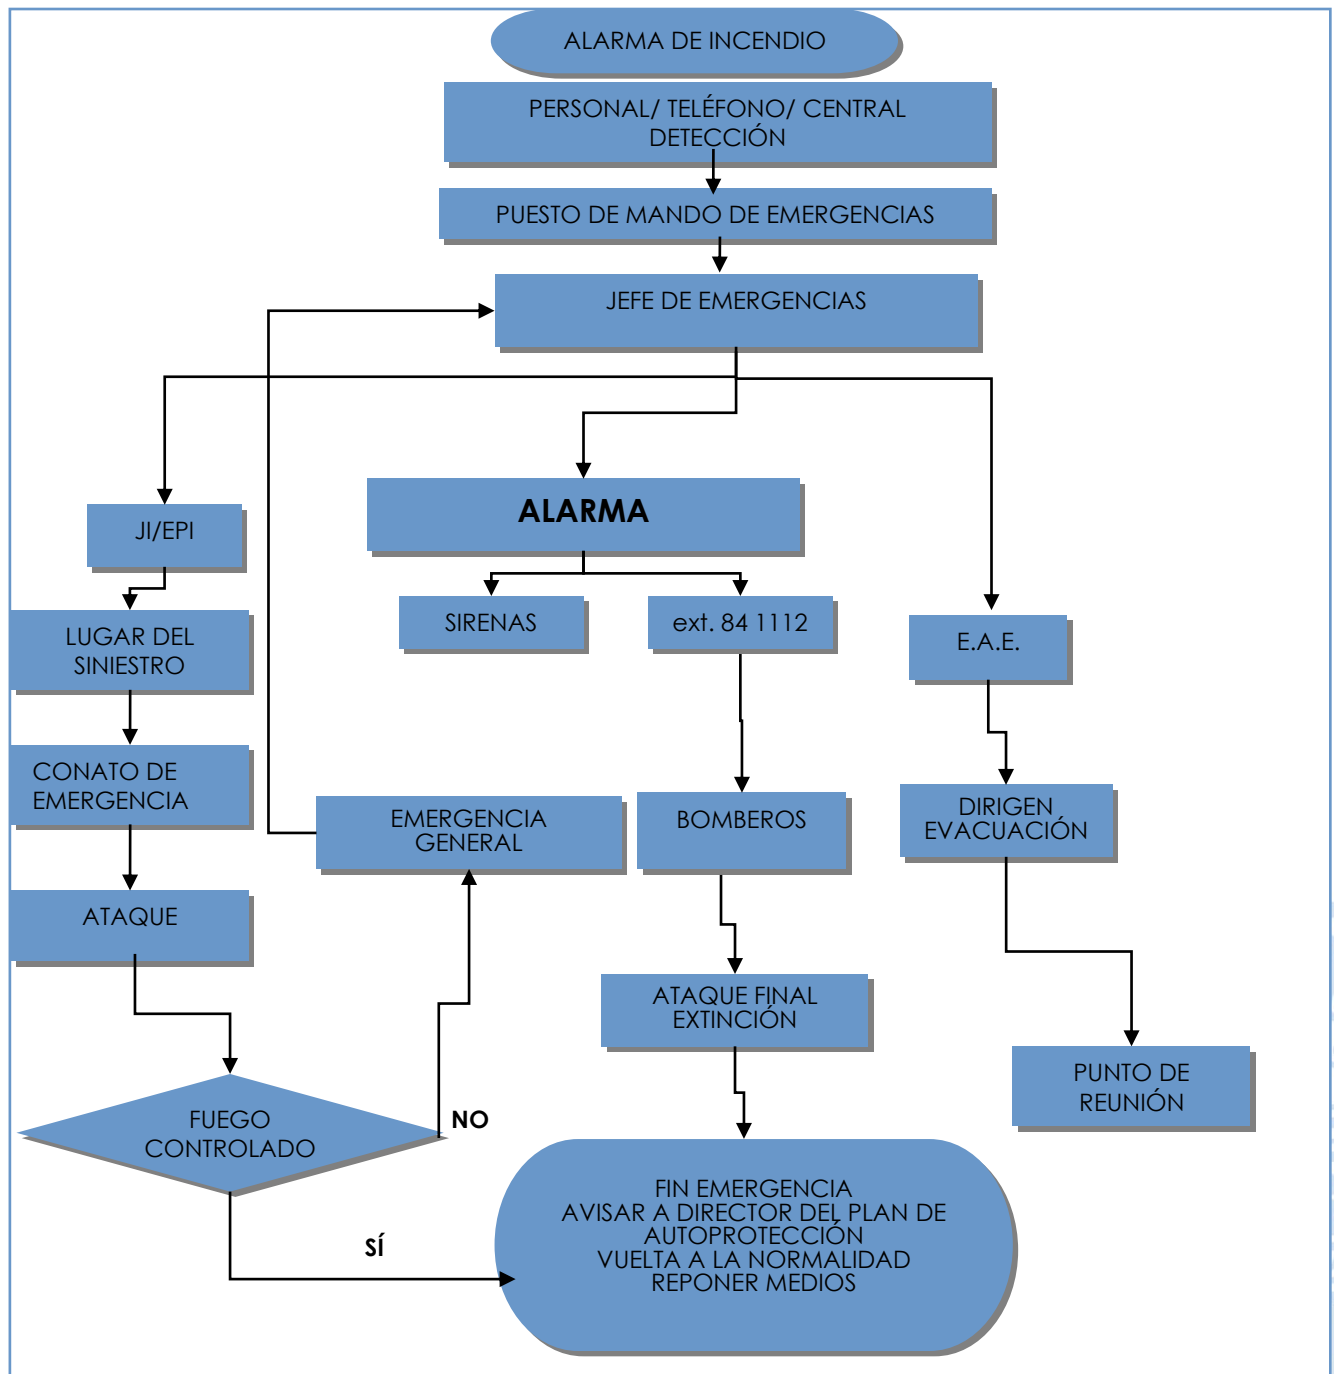 ALARMA DE INCENDIO
PERSONAL/ TELÉFONO/ CENTRAL
DETECCIÓN
PUESTO DE MANDO DE EMERGENCIAS
JEFE DE EMERGENCIAS
ALARMA
JI/EPI
SIRENAS
ext. 84 1112
E.A.E.
LUGAR DEL
SINIESTRO
CONATO DE
EMERGENCIA
EMERGENCIA
GENERAL
BOMBEROS
DIRIGEN
EVACUACIÓN
ATAQUE
ATAQUE FINAL
EXTINCIÓN
PUNTO DE
REUNIÓN
FUEGO
CONTROLADO
NO
SÍ
FIN EMERGENCIA
AVISAR A DIRECTOR DEL PLAN DE
AUTOPROTECCIÓN
VUELTA A LA NORMALIDAD
REPONER MEDIOS